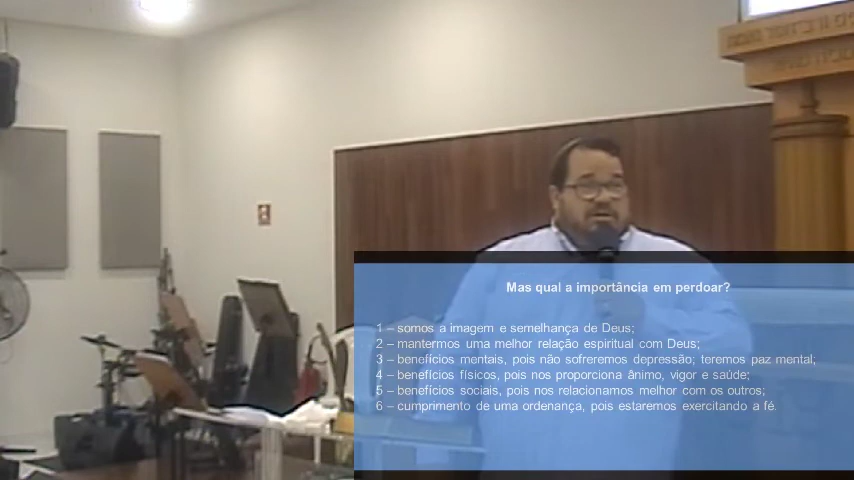 Mas qual a importância em perdoar?
1 – somos a imagem e semelhança de Deus;
2 – mantermos uma melhor relação espiritual com Deus;
3 – benefícios mentais, pois não sofreremos depressão; teremos paz mental;
4 – benefícios físicos, pois nos proporciona ânimo, vigor e saúde;
5 – benefícios sociais, pois nos relacionamos melhor com os outros;
6 – cumprimento de uma ordenança, pois estaremos exercitando a fé.